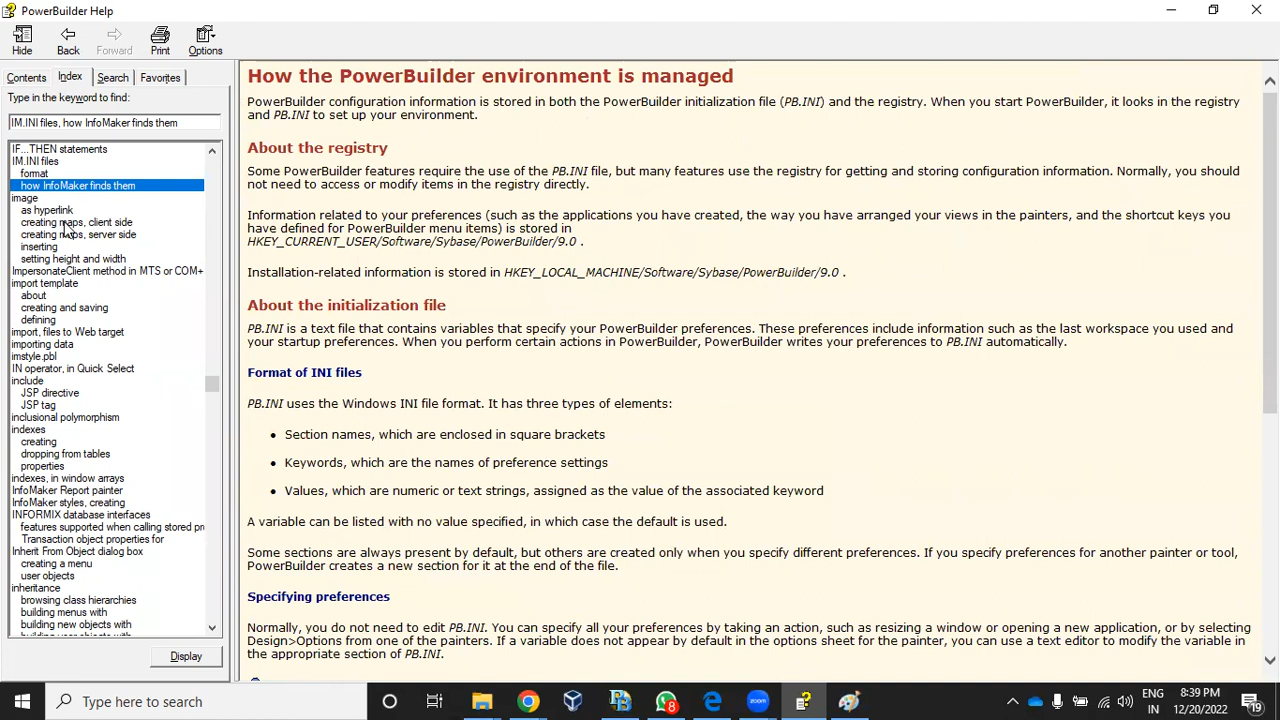 PowerBuilder Help
Hide
Back
Forward
Print
Options
Contents
Index
Search
Favorites
Type in the keyword to find:
IM.INI files, how InfoMaker finds them
IF...THEN statements
IM.INI files
format
how InfoMaker finds them
image
as hyperlink
creating maps, client side
creating maps, server side
inserting
setting height and width
ImpersonateClient method in MTS or COM+
import template
about
creating and saving
defining
import, files to Web target
importing data
imstyle.pbl
IN operator, in Quick Select
include
JSP directive
JSP tag
inclusional polymorphism
indexes
creating
dropping from tables
properties
indexes, in window arrays
InfoMaker Report painter
InfoMaker styles, creating
INFORMIX database interfaces
features supported when calling stored pr
Transaction object properties for
Inherit From Object dialog box
creating a menu
user objects
inheritance
browsing class hierarchies
building menus with
building new objects with
Display
How the PowerBuilder environment is managed
PowerBuilder configuration information is stored in both the PowerBuilder initialization file (PB.INI) and the registry. When you start PowerBuilder, it looks in the registry
and PB.INI to set up your environment.
About the registry
Some PowerBuilder features require the use of the PB.INI file, but many features use the registry for getting and storing configuration information. Normally, you should
not need to access or modify items in the registry directly.
Information related to your preferences (such as the applications you have created, the way you have arranged your views in the painters, and the shortcut keys you
have defined for PowerBuilder menu items) is stored in
HKEY_CURRENT_USER/Software/Sybase/PowerBuilder/9.0 .
Installation-related information is stored in HKEY_LOCAL_MACHINE/Software/Sybase/PowerBuilder/9.0 .
About the initialization file
PB.INI is a text file that contains variables that specify your PowerBuilder preferences. These preferences include information such as the last workspace you used and
your startup preferences. When you perform certain actions in PowerBuilder, PowerBuilder writes your preferences to PB.INI automatically.
Format of INI files
PB.INI uses the Windows INI file format. It has three types of elements:
• Section names, which are enclosed in square brackets
• Keywords, which are the names of preference settings
• Values, which are numeric or text strings, assigned as the value of the associated keyword
A variable can be listed with no value specified, in which case the default is used.
Some sections are always present by default, but others are created only when you specify different preferences. If you specify preferences for another painter or tool,
PowerBuilder creates a new section for it at the end of the file.
Specifying preferences
Normally, you do not need to edit PB.INI. You can specify all your preferences by taking an action, such as resizing a window or opening a new application, or by selecting
Design>Options from one of the painters. If a variable does not appear by default in the options sheet for the painter, you can use a text editor to modify the variable in
the appropriate section of PB.INI.
Type here to search
zoom
8
ENG
IN
8:39 PM
12/20/2022
19